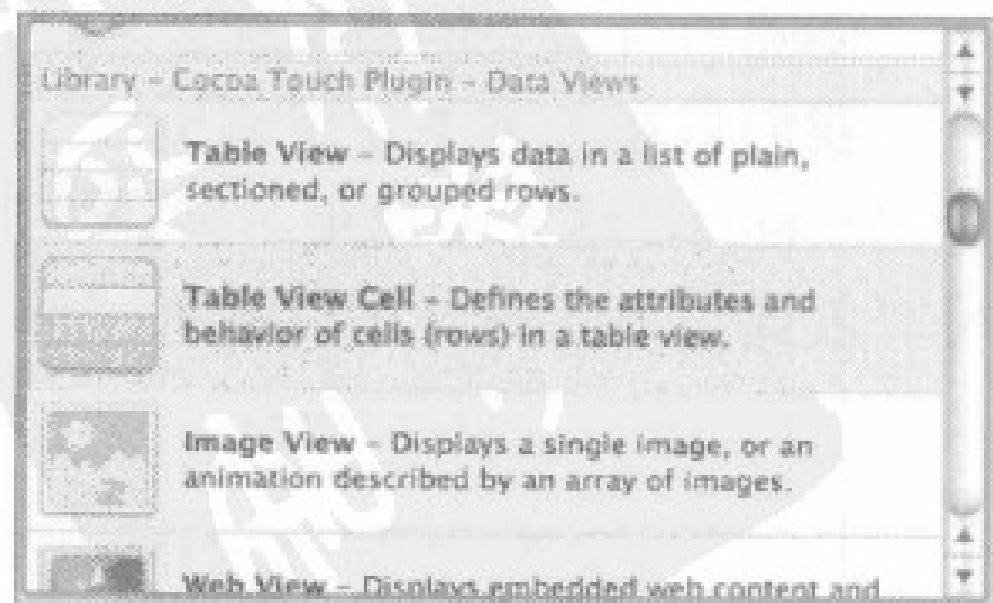 Library – Cocoa Touch Plugin – Data Views
Table View – Displays data in a list of plain,
sectioned, or grouped rows.
Table View Cell – Defines the attributes and
behavior of cells (rows) in a table view.
Image View – Displays a single image, or an
animation described by an array of images.
Web View – Displays embedded web content and